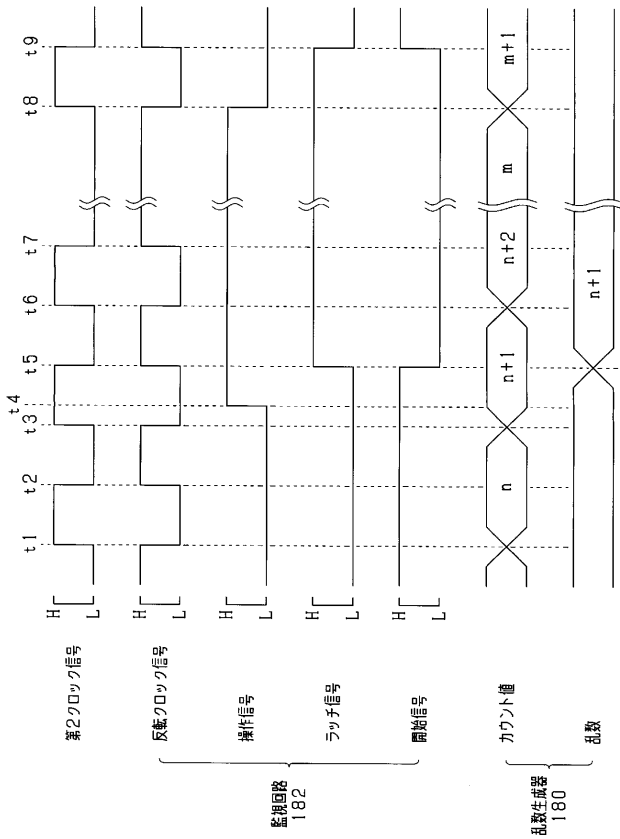 t1 t2 t3 t4 t5 t6 t7 t8 t9
第2クロック信号
H
L
反転クロック信号
H
L
操作信号
H
L
ラッチ信号
H
L
開始信号
H
L
カウント値
n n+1 n+2 m m+1
乱数
n+1
監視回路
182
乱数生成器
180